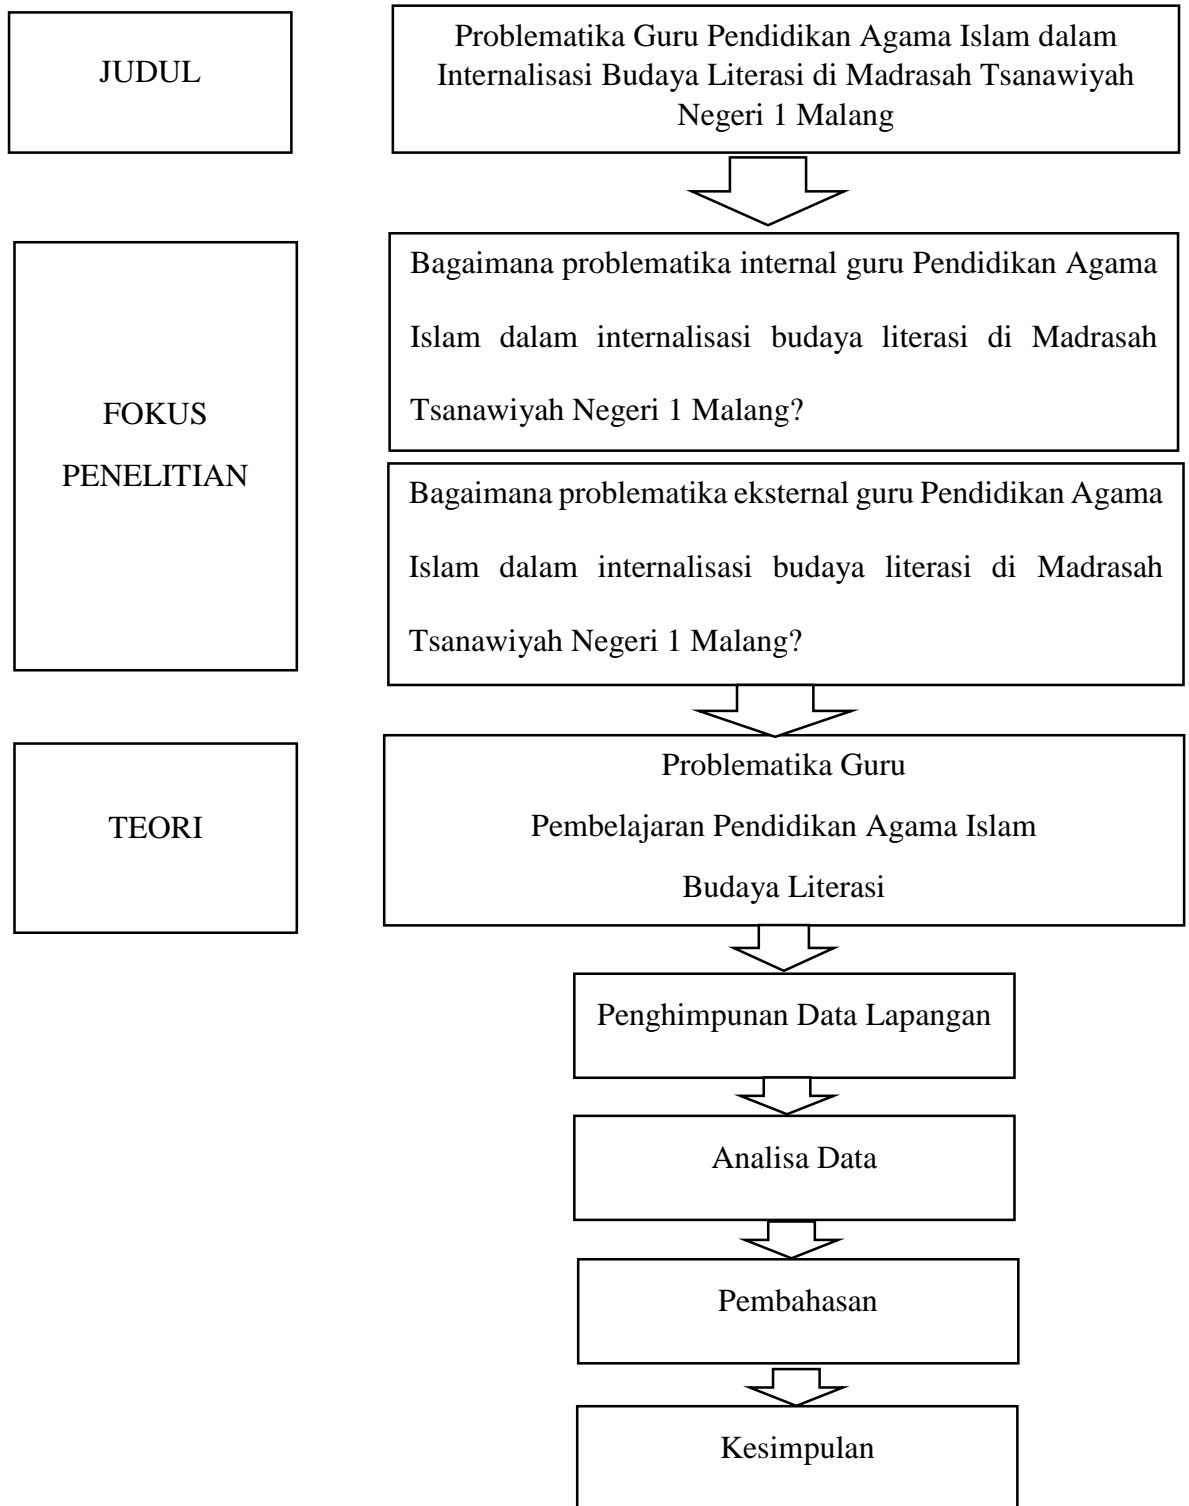 JUDUL
Problematika Guru Pendidikan Agama Islam dalam
Internalisasi Budaya Literasi di Madrasah Tsanawiyah
Negeri 1 Malang
FOKUS
PENELITIAN
Bagaimana problematika internal guru Pendidikan Agama
Islam dalam internalisasi budaya literasi di Madrasah
Tsanawiyah Negeri 1 Malang?
Bagaimana problematika eksternal guru Pendidikan Agama
Islam dalam internalisasi budaya literasi di Madrasah
Tsanawiyah Negeri 1 Malang?
TEORI
Problematika Guru
Pembelajaran Pendidikan Agama Islam
Budaya Literasi
Penghimpunan Data Lapangan
Analisa Data
Pembahasan
Kesimpulan